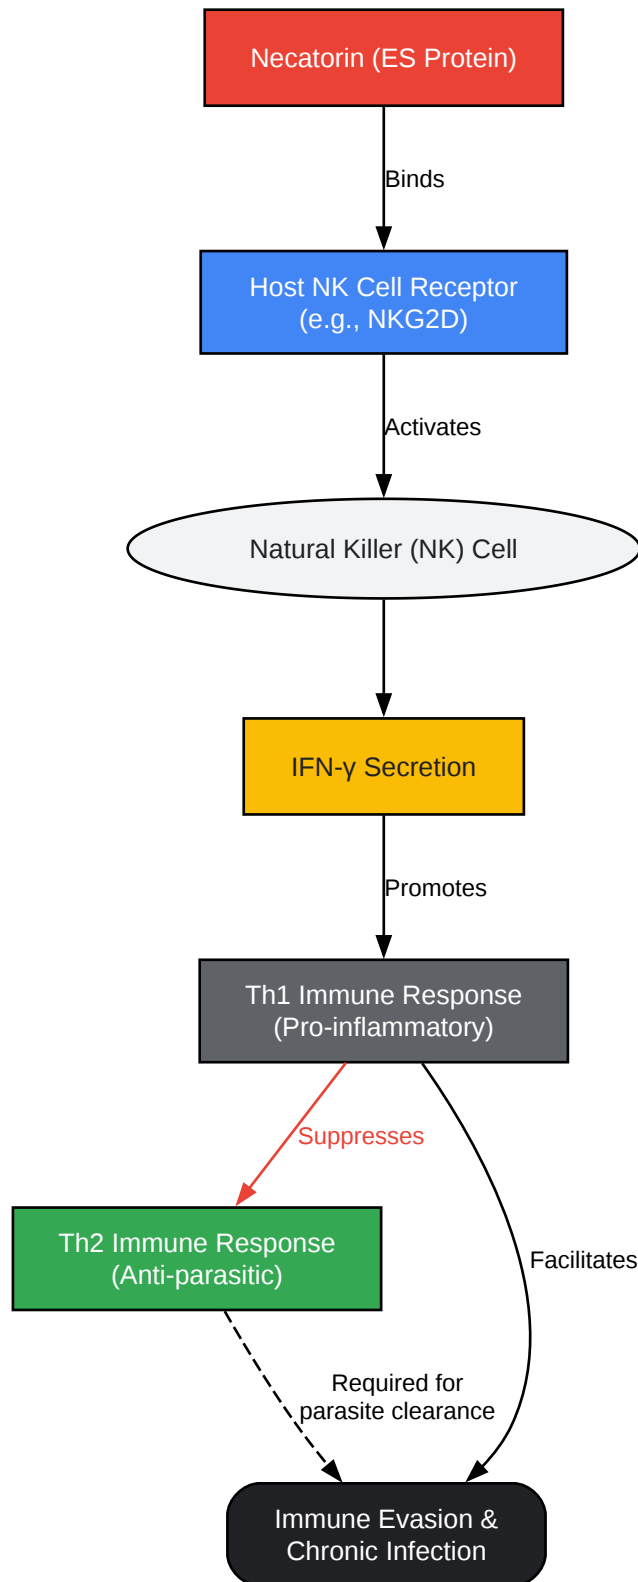 Necatorin (ES Protein)
Binds
Host NK Cell Receptor
(e.g., NKG2D)
Activates
Natural Killer (NK) Cell
IFN-γ Secretion
Promotes
Th1 Immune Response
(Pro-inflammatory)
Suppresses
Th2 Immune Response
(Anti-parasitic)
Facilitates
Required for
parasite clearance
Immune Evasion &
Chronic Infection